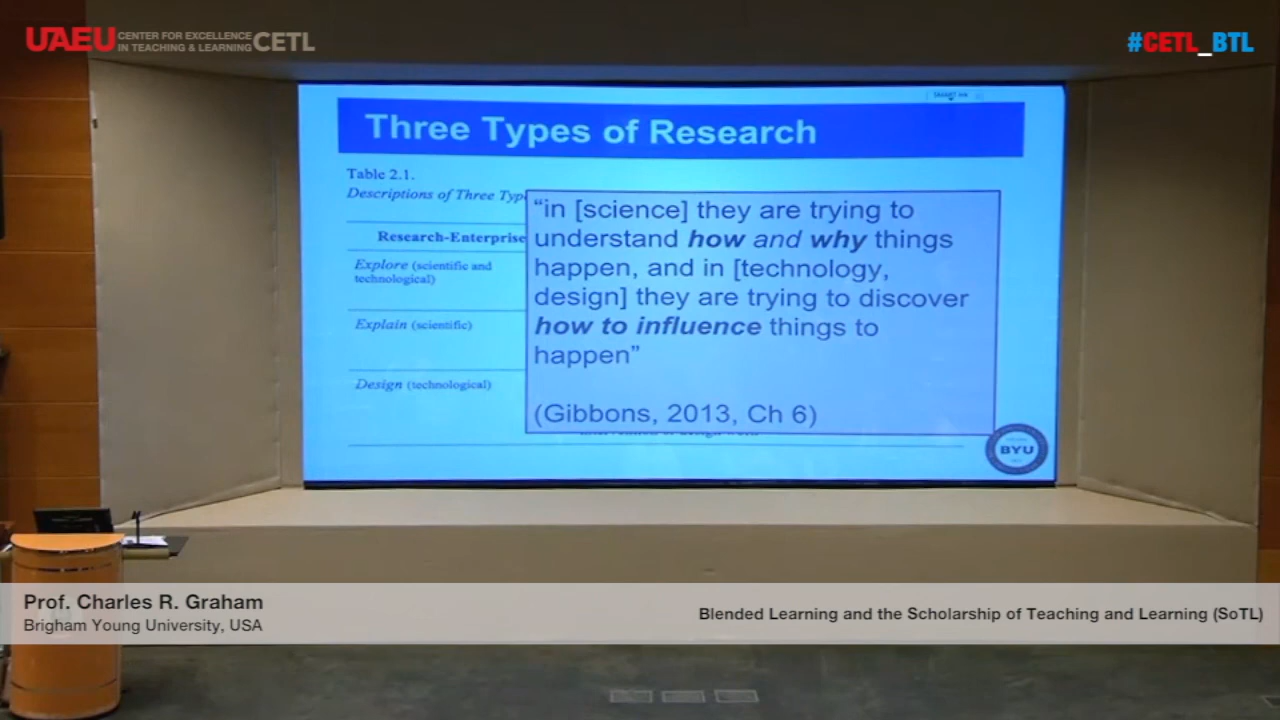 UAEU CENTER FOR EXCELLENCE
IN TEACHING & LEARNING CETL
#CETL_BTL
Three Types of Research
Table 2.1.
Descriptions of Three Typ
Research-Enterprise
Explore (scientific and
technological)
Explain (scientific)
Design (technological)
“in [science] they are trying to
understand how and why things
happen, and in [technology,
design] they are trying to discover
how to influence things to
happen”
(Gibbons, 2013, Ch 6)
BYU
Prof. Charles R. Graham
Brigham Young University, USA
Blended Learning and the Scholarship of Teaching and Learning (SoTL)